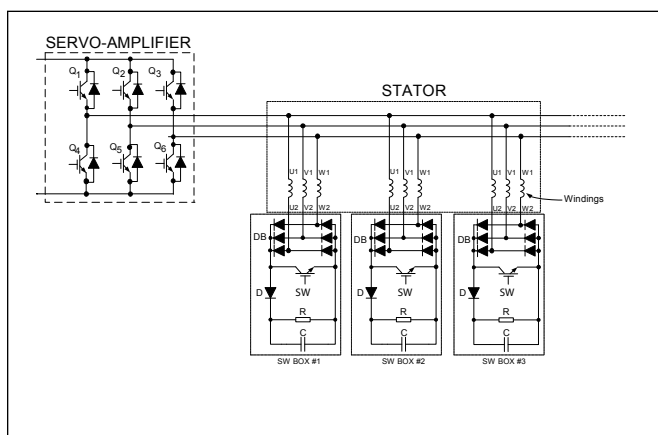 SERVO-AMPLIFIER
Q1 Q2 Q3
STATOR
Q4 Q5 Q6
U1 V1 W1 U1 V1 W1 U1 V1 W1
U2 V2 W2 U2 V2 W2 U2 V2 W2
Windings
DB DB DB
D SW D SW D SW
R R R
C C C
SW BOX #1 SW BOX #2 SW BOX #3